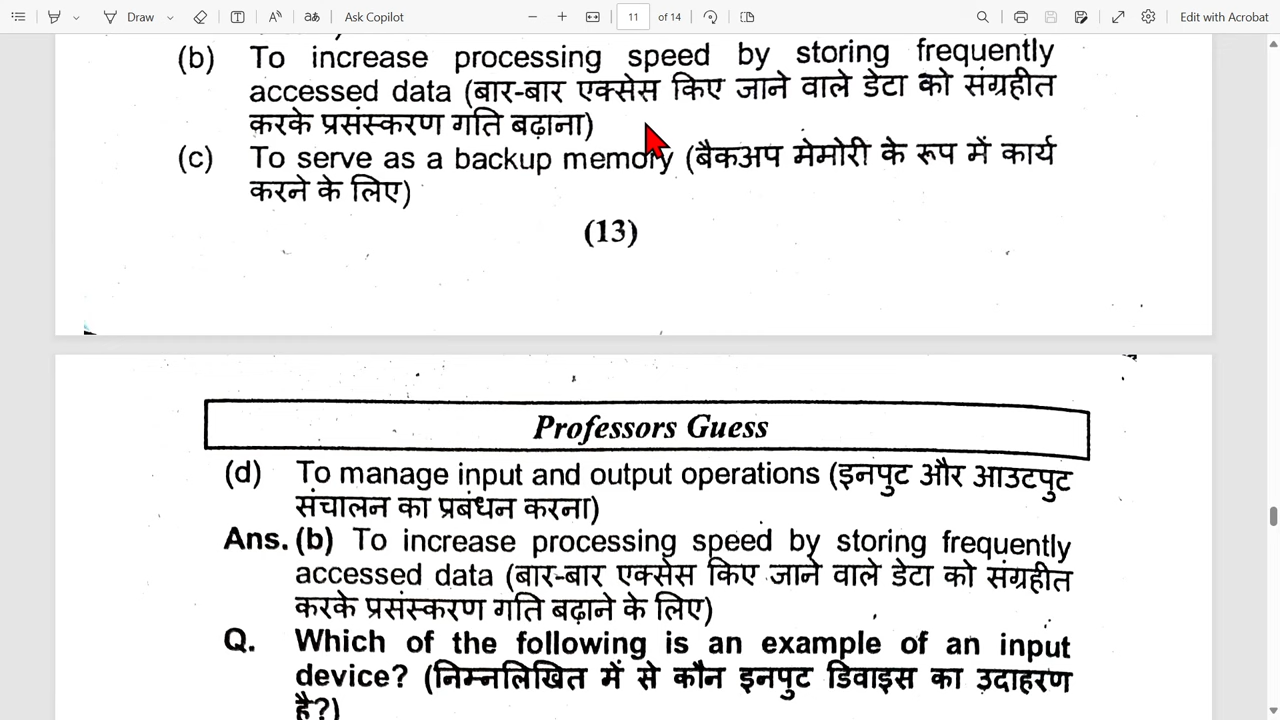 Draw
Ask Copilot
11 of 14
Edit with Acrobat
(b) To increase processing speed by storing frequently
accessed data (बार-बार एक्सेस किए जाने वाले डेटा को संग्रहीत
करके प्रसंस्करण गति बढ़ाना)
(c) To serve as a backup memory (बैकअप मेमोरी के रूप में कार्य
करने के लिए)
(13)
Professors Guess
(d) To manage input and output operations (इनपुट और आउटपुट
संचालन का प्रबंधन करना)
Ans. (b) To increase processing speed by storing frequently
accessed data (बार-बार एक्सेस किए जाने वाले डेटा को संग्रहीत
करके प्रसंस्करण गति बढ़ाने के लिए)
Q. Which of the following is an example of an input
device? (निम्नलिखित में से कौन इनपुट डिवाइस का उदाहरण
है?)